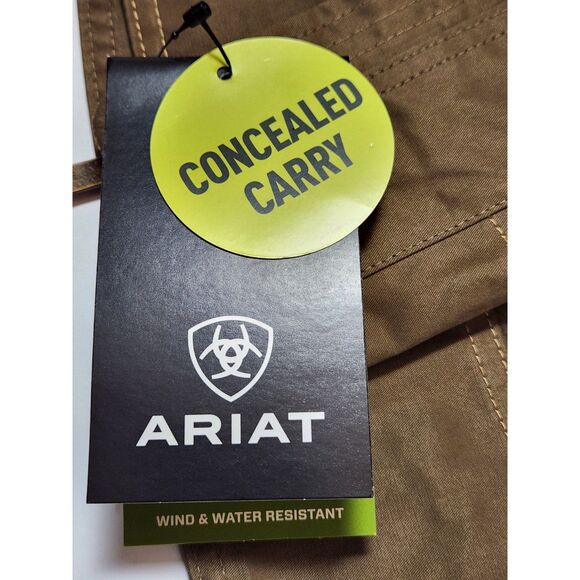 CONCEALED
CARRY
ARIAT
WIND & WATER RESISTANT